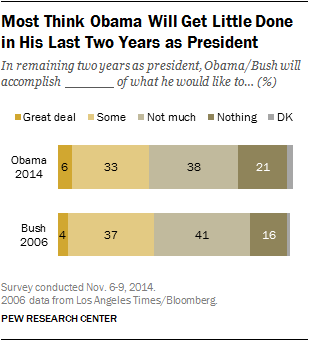 Most Think Obama Will Get Little Done
in His Last Two Years as President
In remaining two years as president, Obama/Bush will
accomplish _______ of what he would like to… (%)
Great deal Some Not much Nothing DK
Obama
2014
6 33 38 21
Bush
2006
4 37 41 16
Survey conducted Nov. 6-9, 2014.
2006 data from Los Angeles Times/Bloomberg.
PEW RESEARCH CENTER